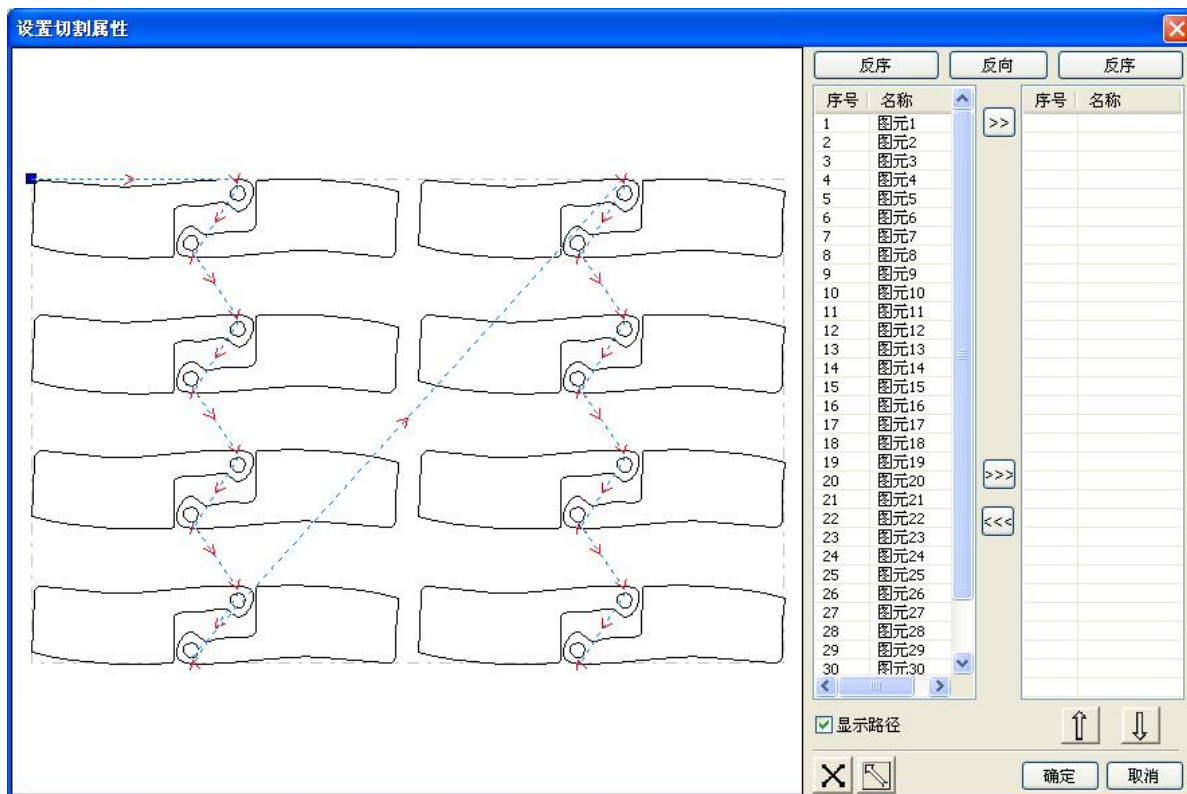 设置切割属性
反序 反向 反序
序号 名称
1 图元1
2 图元2
3 图元3
4 图元4
5 图元5
6 图元6
7 图元7
8 图元8
9 图元9
10 图元10
11 图元11
12 图元12
13 图元13
14 图元14
15 图元15
16 图元16
17 图元17
18 图元18
19 图元19
20 图元20
21 图元21
22 图元22
23 图元23
24 图元24
25 图元25
26 图元26
27 图元27
28 图元28
29 图元29
30 图元30
>>
>>>
<<<
序号 名称
显示路径
确定 取消